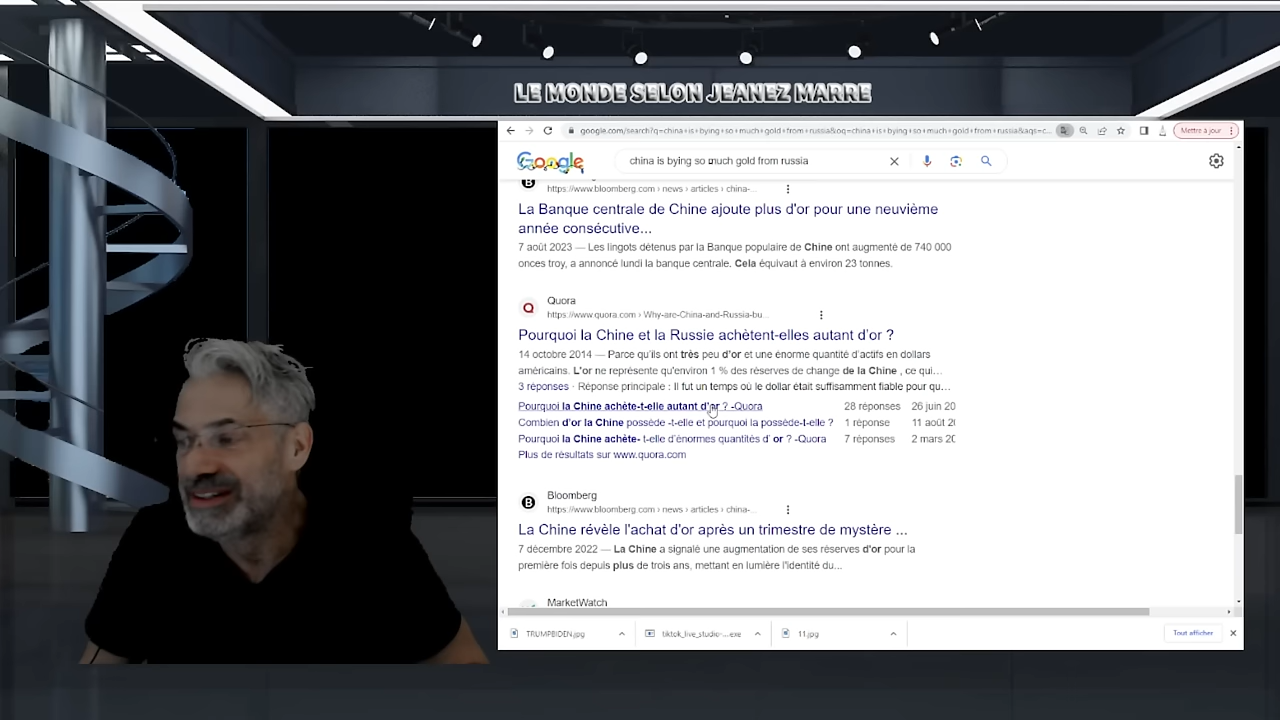 LE MONDE SELON JEANEZ MARRE
google.com/search?q=china+is+bying+so+much+gold+from+russia&oq=china+is+bying+so+much+gold+from+russia&aqs=c...
Mettre à jour
Google
china is bying so much gold from russia
https://www.bloomberg.com › news › articles › china-...
La Banque centrale de Chine ajoute plus d'or pour une neuvième
année consécutive...
7 août 2023 — Les lingots détenus par la Banque populaire de Chine ont augmenté de 740 000
onces troy, a annoncé lundi la banque centrale. Cela équivaut à environ 23 tonnes.
Quora
https://www.quora.com › Why-are-China-and-Russia-bu...
Pourquoi la Chine et la Russie achètent-elles autant d'or ?
14 octobre 2014 — Parce qu'ils ont très peu d'or et une énorme quantité d'actifs en dollars
américains. L'or ne représente qu'environ 1 % des réserves de change de la Chine , ce qui...
3 réponses · Réponse principale : Il fut un temps où le dollar était suffisamment fiable pour qu...
Pourquoi la Chine achète-t-elle autant d'or ? -Quora 28 réponses 26 juin 20
Combien d'or la Chine possède -t-elle et pourquoi la possède-t-elle ? 1 réponse 11 août 20
Pourquoi la Chine achète- t-elle d'énormes quantités d' or ? -Quora 7 réponses 2 mars 20
Plus de résultats sur www.quora.com
Bloomberg
https://www.bloomberg.com › news › articles › china-...
La Chine révèle l'achat d'or après un trimestre de mystère ...
7 décembre 2022 — La Chine a signalé une augmentation de ses réserves d'or pour la
première fois depuis plus de trois ans, mettant en lumière l'identité du...
MarketWatch
TRUMPBIDEN.jpg
tiktok_live_studio-...exe
11.jpg
Tout afficher